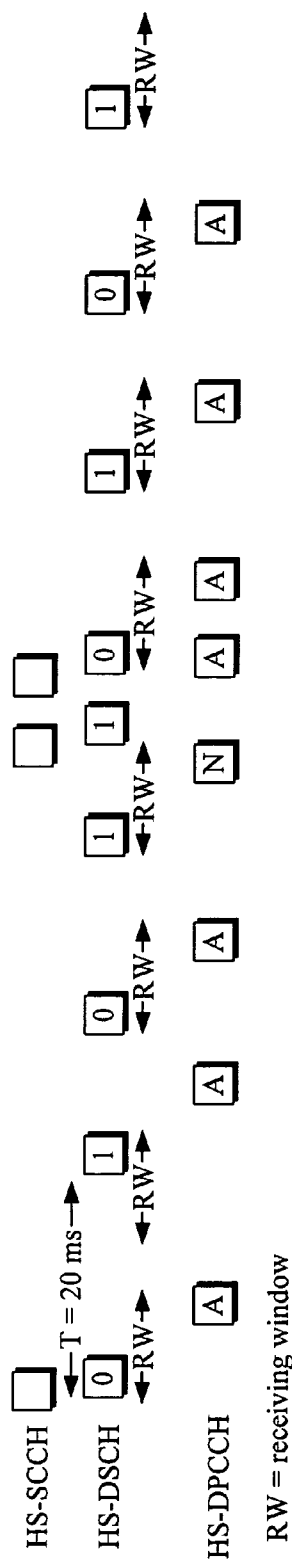 HS-SCCH
T = 20 ms
HS-DSCH 0 1 0 1 1 0 1 0 1
RW RW RW RW RW RW RW RW
HS-DPCCH A A A N A A A A
RW = receiving window